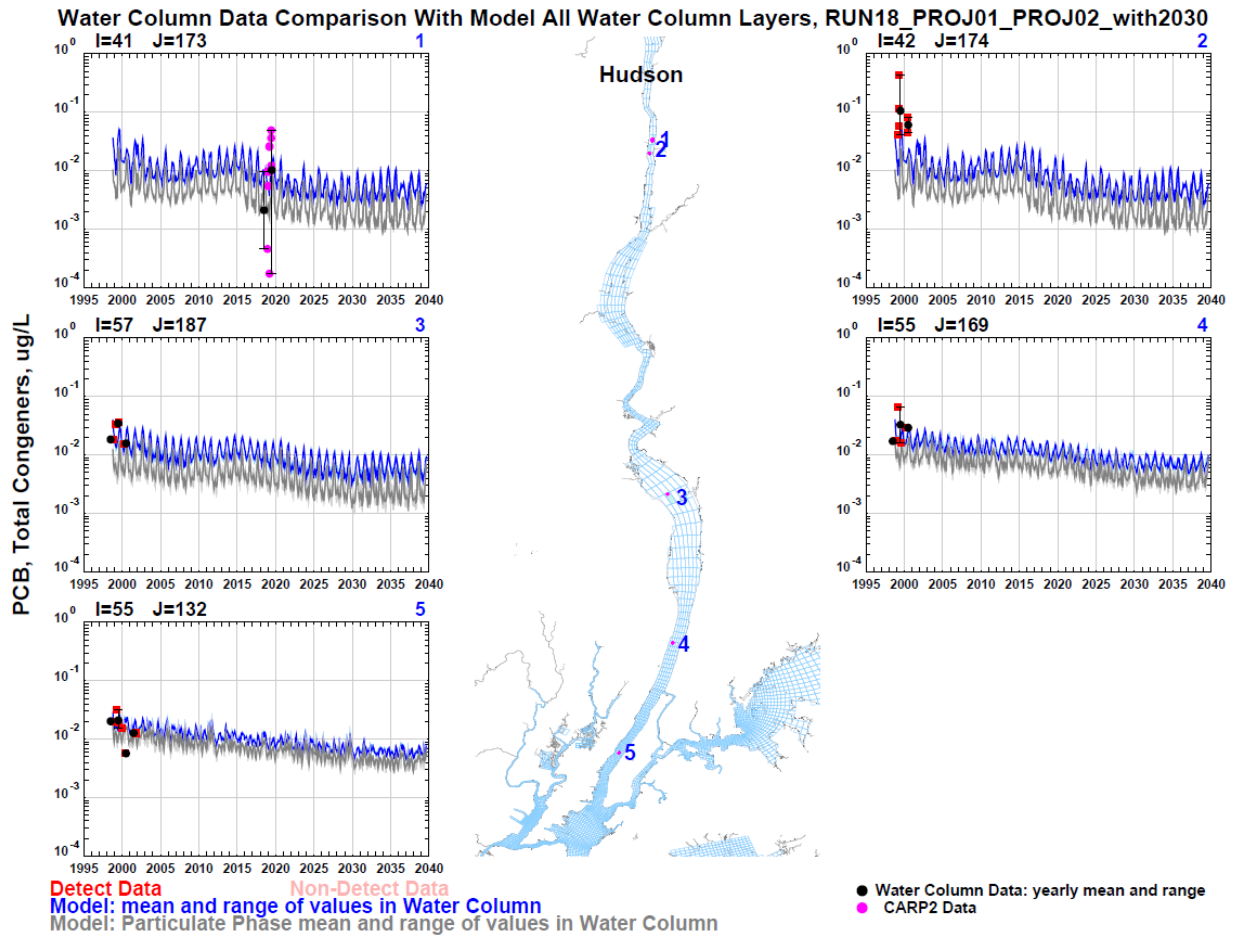 Water Column Data Comparison With Model All Water Column Layers, RUN18_PROJ01_PROJ02_with2030
I=41 J=173 1
10^0
10^-1
10^-2
10^-3
10^-4
1995 2000 2005 2010 2015 2020 2025 2030 2035 2040
Hudson
1
2
3
4
5
I=42 J=174 2
10^0
10^-1
10^-2
10^-3
10^-4
1995 2000 2005 2010 2015 2020 2025 2030 2035 2040
PCB, Total Congeners, ug/L
I=57 J=187 3
10^0
10^-1
10^-2
10^-3
10^-4
1995 2000 2005 2010 2015 2020 2025 2030 2035 2040
I=55 J=169 4
10^0
10^-1
10^-2
10^-3
10^-4
1995 2000 2005 2010 2015 2020 2025 2030 2035 2040
I=55 J=132 5
10^0
10^-1
10^-2
10^-3
10^-4
1995 2000 2005 2010 2015 2020 2025 2030 2035 2040
Detect Data Non-Detect Data
Model: mean and range of values in Water Column
Model: Particulate Phase mean and range of values in Water Column
Water Column Data: yearly mean and range
CARP2 Data